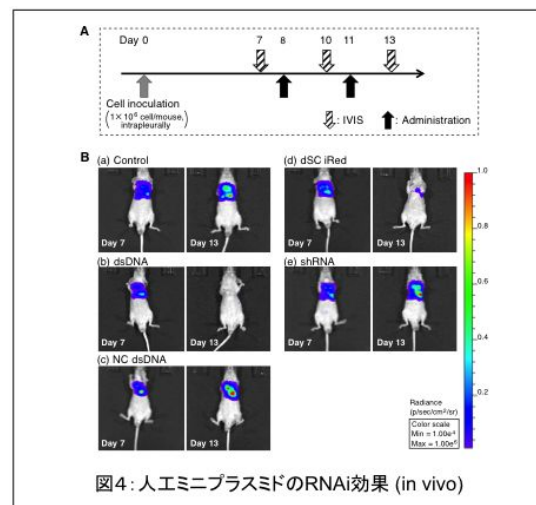 A
Day 0 7 8 10 11 13
Cell inoculation
(1× 10⁶ cell/mouse, intrapleurally)
: IVIS : Administration
B
(a) Control
(d) dSC iRed
Day 7
Day 13
Day 7
Day 13
(b) dsDNA
(e) shRNA
Day 7
Day 13
Day 7
Day 13
(c) NC dsDNA
Day 7
Day 13
1.0
0.8
0.6
0.4
0.2
Radiance
(p/sec/cm²/sr)
Color scale
Min = 1.00e⁴
Max = 1.00e⁶
図4：人工ミニプラスミドのRNAi効果 (in vivo)